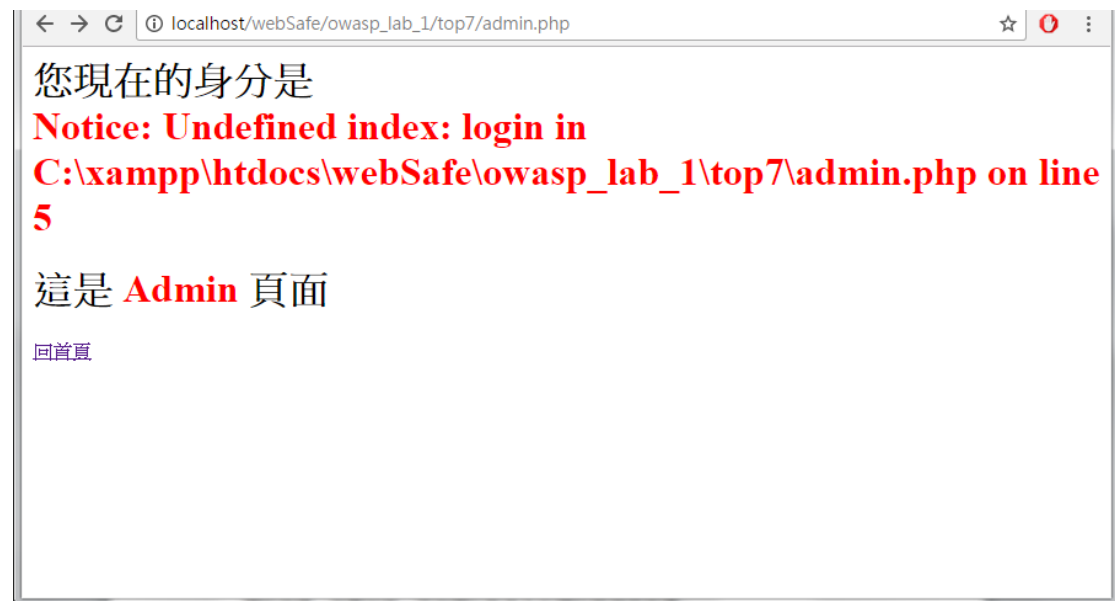 localhost/webSafe/owasp_lab_1/top7/admin.php
您現在的身分是
Notice: Undefined index: login in
C:\xampp\htdocs\webSafe\owasp_lab_1\top7\admin.php on line
5
這是 Admin 頁面
回首頁